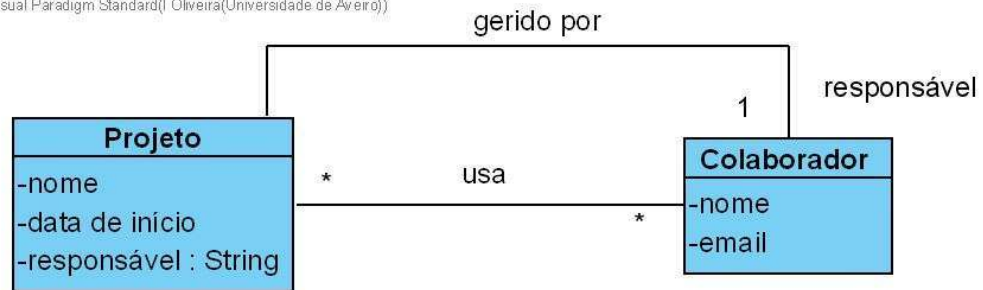 sual Paradigm Standard(I Oliveira(Universidade de Aveiro))
gerido por
responsável
1
Projeto
-nome
-data de início
-responsável : String
*
usa
*
Colaborador
-nome
-email